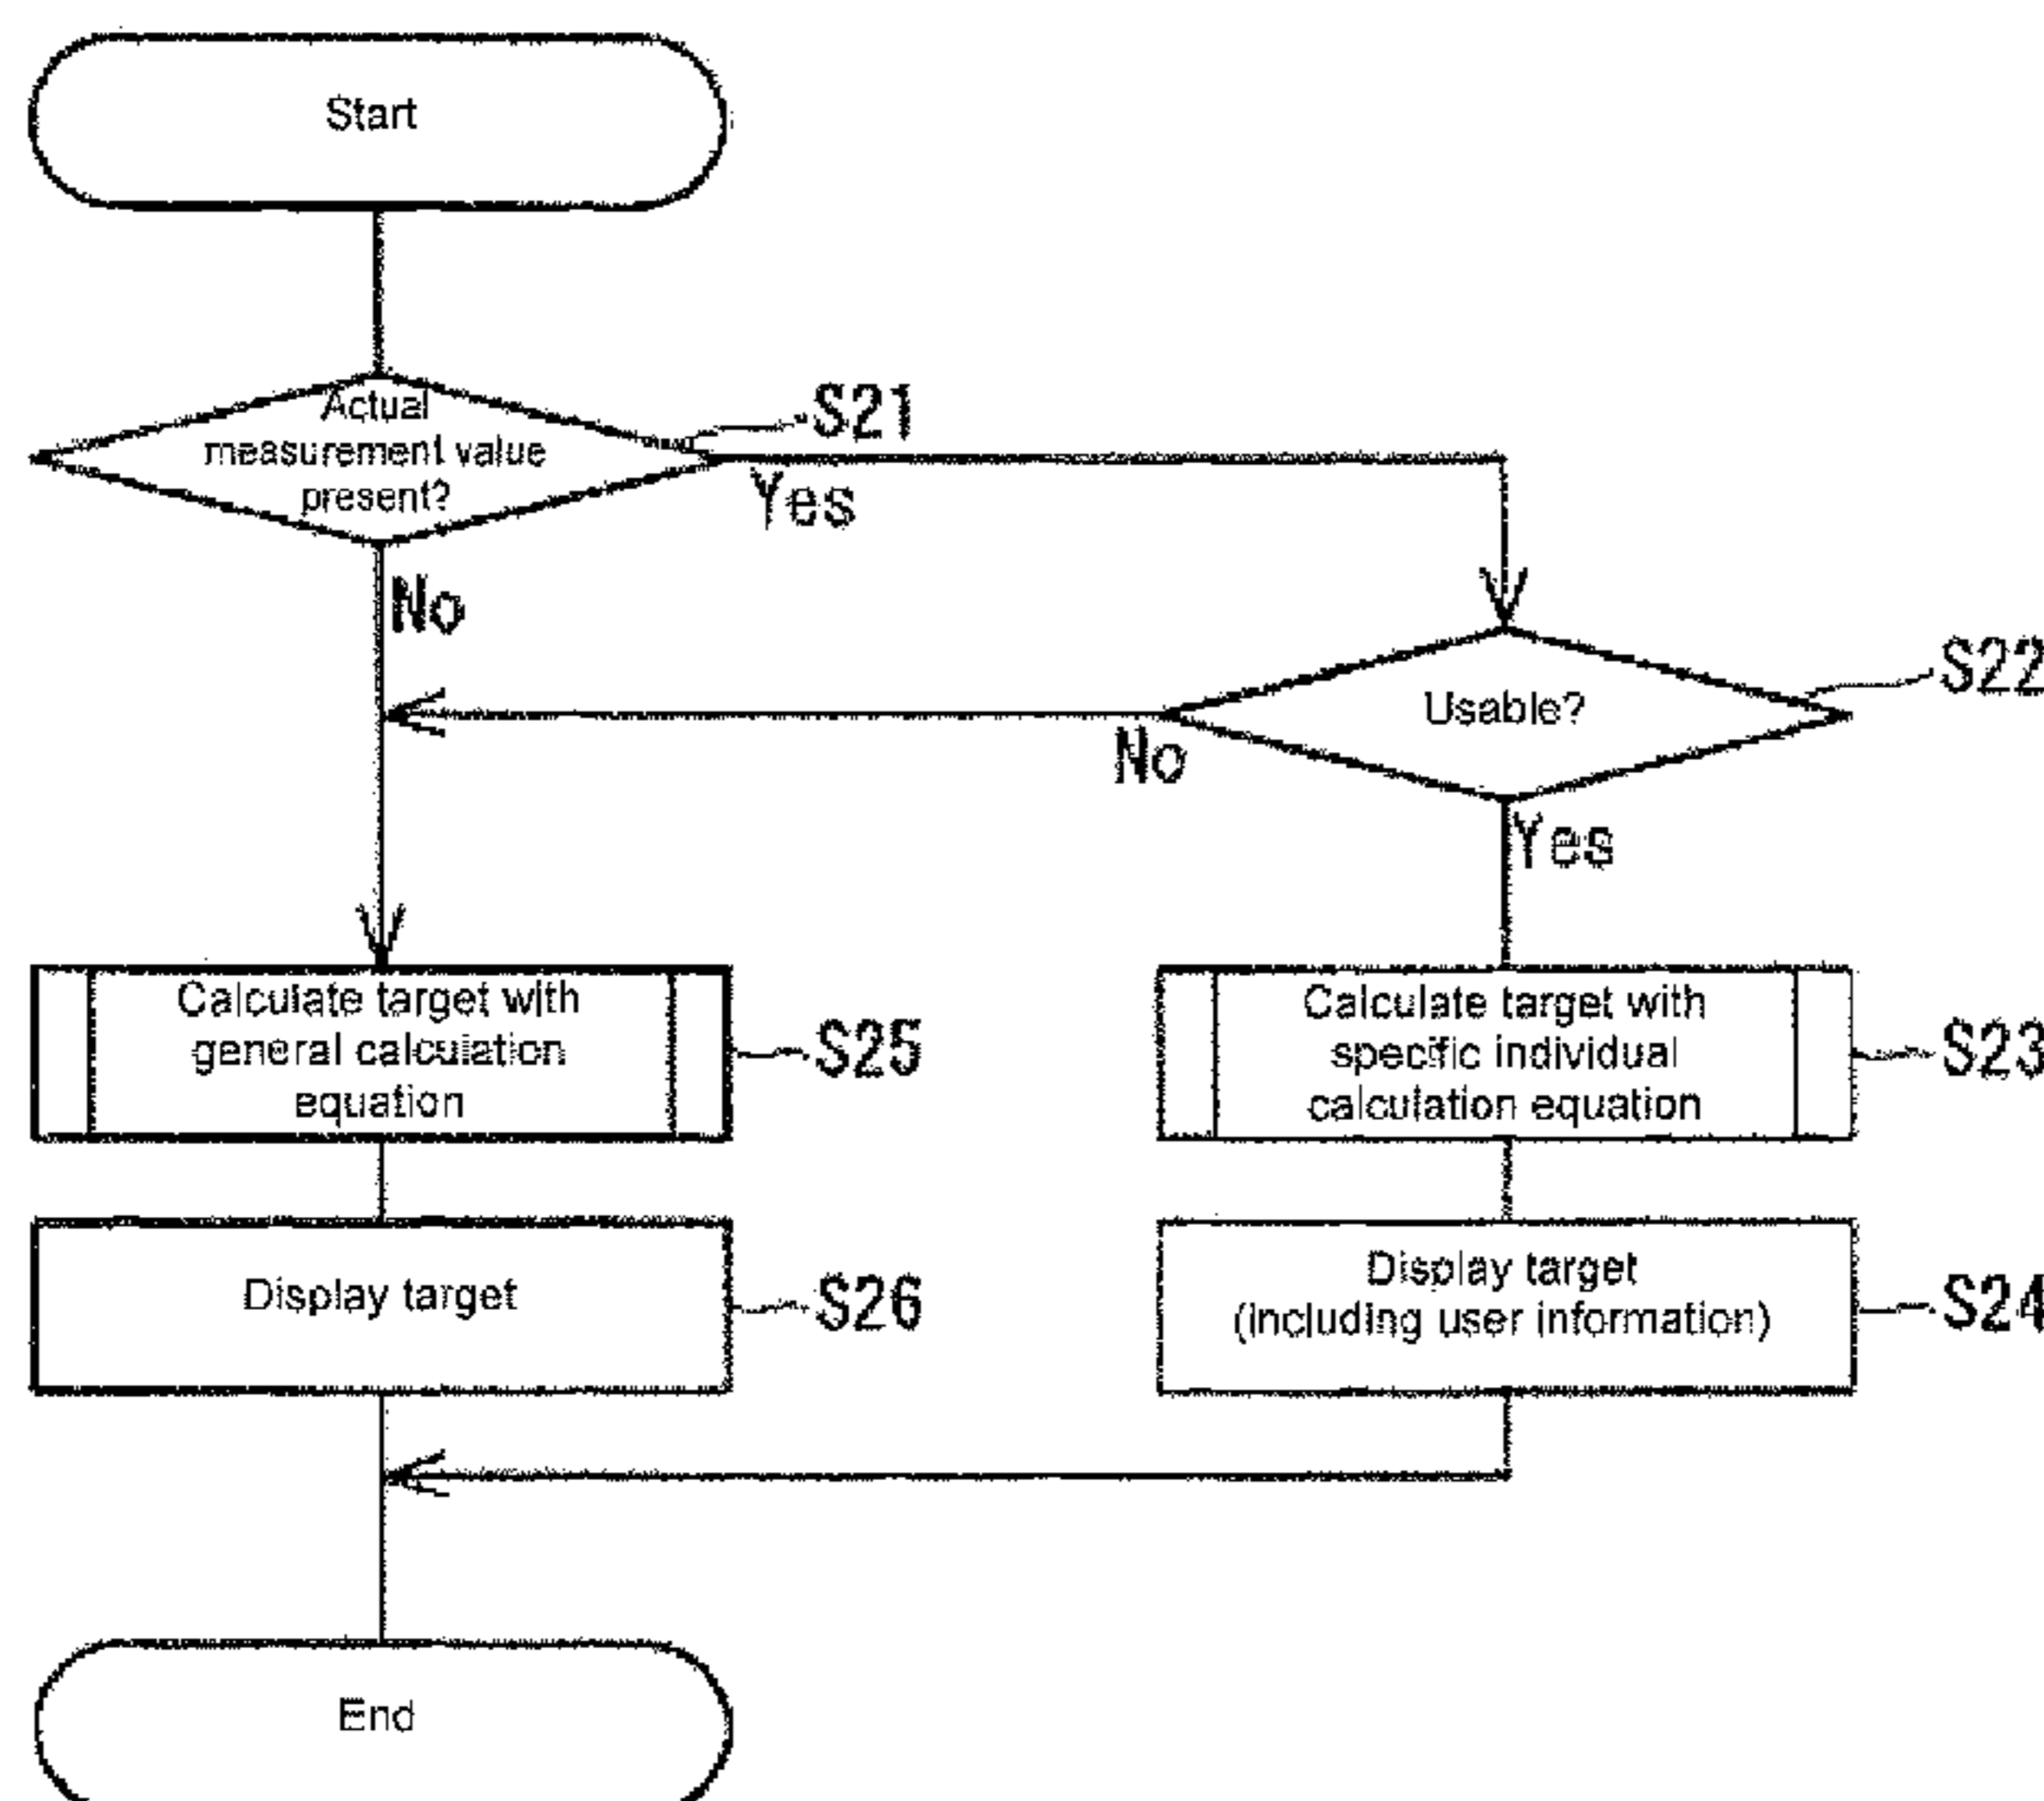 Start
Actual
measurement value
present?
S21
Yes
No
Usable?
S22
No
Yes
Calculate target with
general calculation
equation
S25
Calculate target with
specific individual
calculation equation
S23
Display target
S26
Display target
(including user information)
S24
End